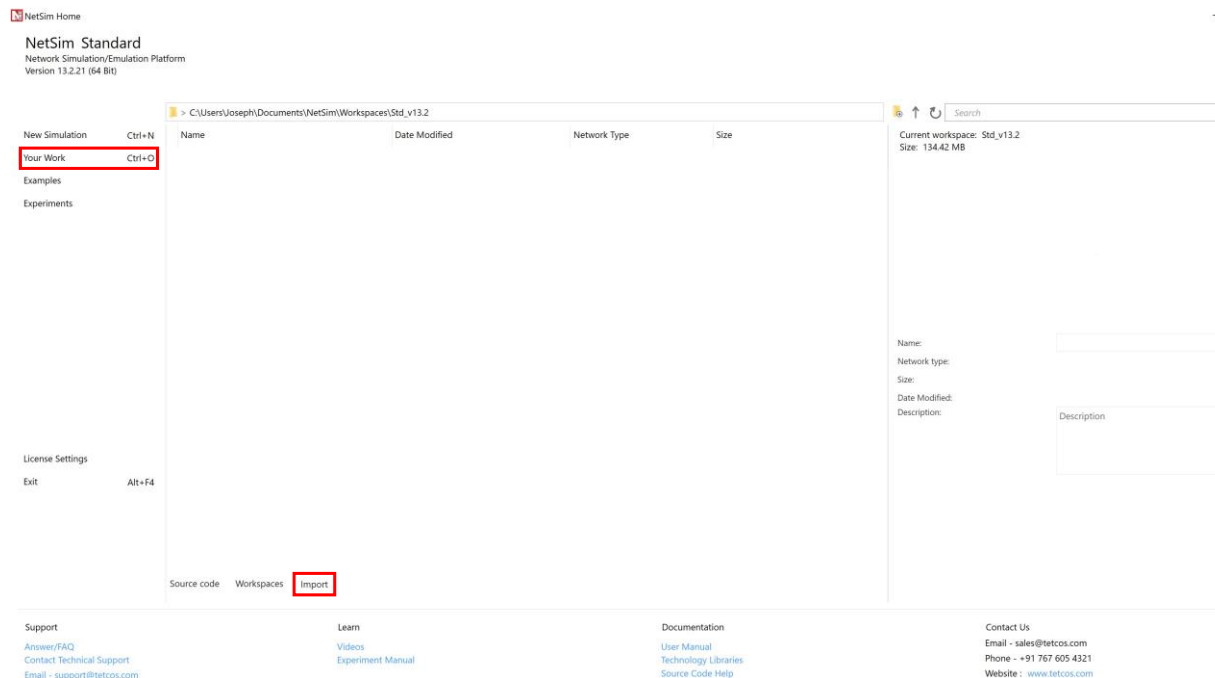 NetSim Home
NetSim Standard
Network Simulation/Emulation Platform
Version 13.2.21 (64 Bit)
> C:\Users\Joseph\Documents\NetSim\Workspaces\Std_v13.2
Search
New Simulation Ctrl+N
Your Work Ctrl+O
Examples
Experiments
License Settings
Exit Alt+F4
Name Date Modified Network Type Size
Current workspace: Std_v13.2
Size: 134.42 MB
Name:
Network type:
Size:
Date Modified:
Description:
Description
Source code Workspaces Import
Support
Answer/FAQ
Contact Technical Support
Email - support@tetcos.com
Learn
Videos
Experiment Manual
Documentation
User Manual
Technology Libraries
Source Code Help
Contact Us
Email - sales@tetcos.com
Phone - +91 767 605 4321
Website : www.tetcos.com